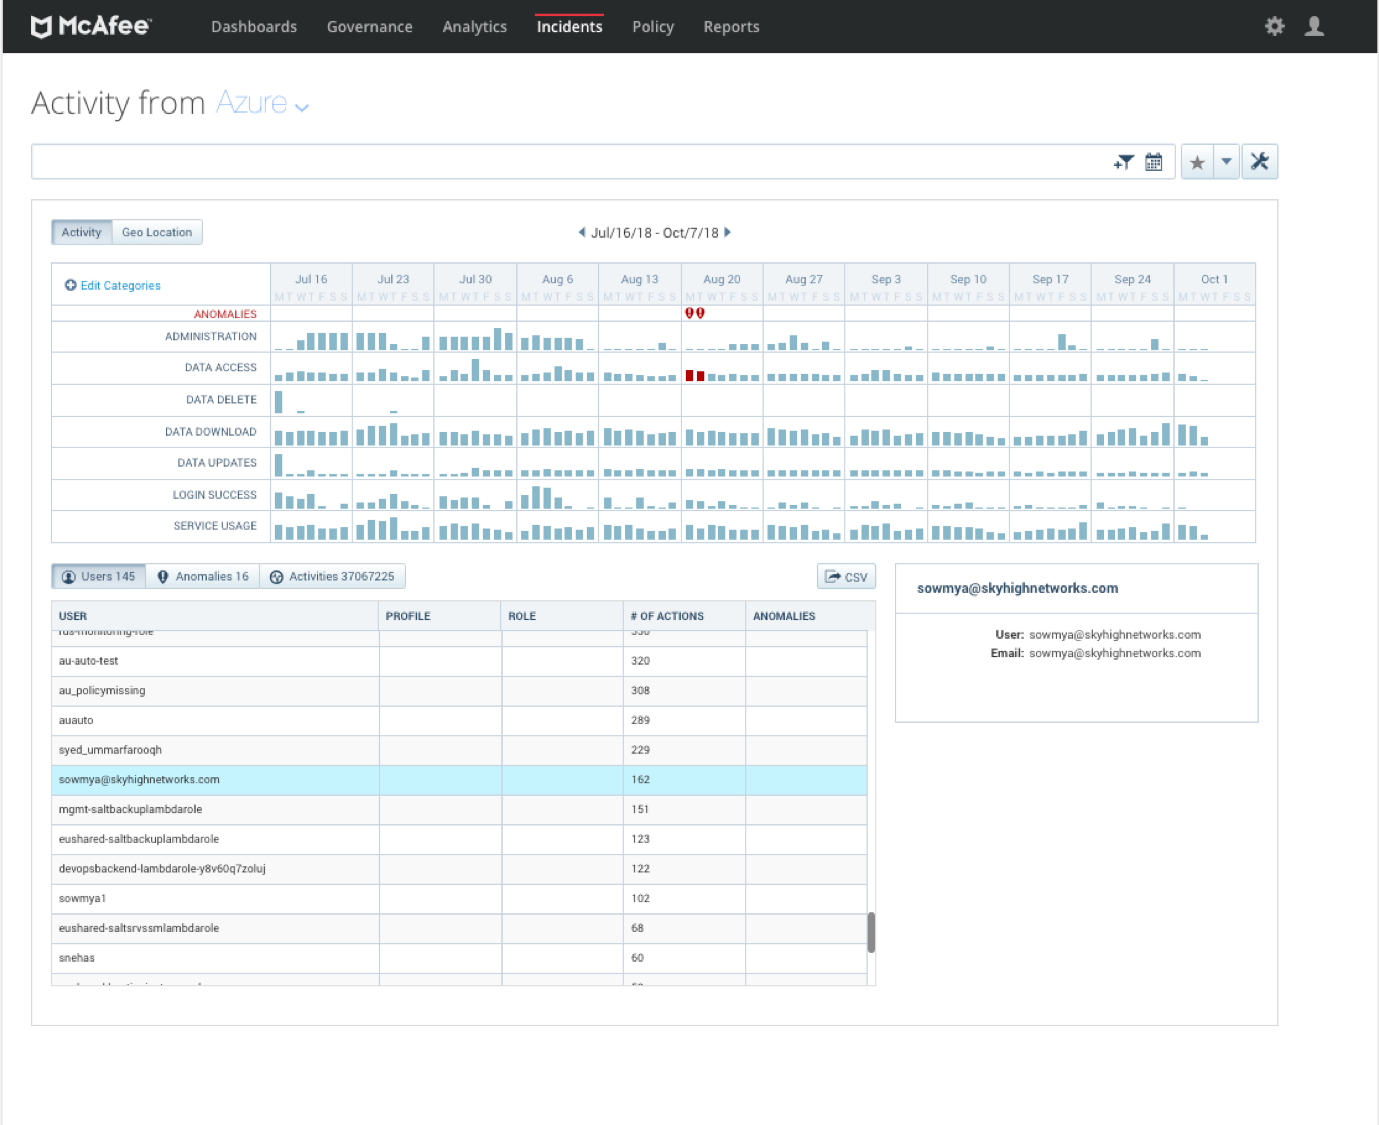 McAfee™ Dashboards Governance Analytics Incidents Policy Reports
Activity from Azure
Activity Geo Location Jul/16/18 - Oct/7/18
Edit Categories Jul 16 Jul 23 Jul 30 Aug 6 Aug 13 Aug 20 Aug 27 Sep 3 Sep 10 Sep 17 Sep 24 Oct 1
M T W T F S S M T W T F S S M T W T F S S M T W T F S S M T W T F S S M T W T F S S M T W T F S S M T W T F S S M T W T F S S M T W T F S S M T W T F S S M T W T F S S
ANOMALIES
ADMINISTRATION
DATA ACCESS
DATA DELETE
DATA DOWNLOAD
DATA UPDATES
LOGIN SUCCESS
SERVICE USAGE
Users 145 Anomalies 16 Activities 37067225 CSV
USER PROFILE ROLE # OF ACTIONS ANOMALIES
au-auto-test 320
au_policymissing 308
auauto 289
syed_ummarfarooqh 229
sowmya@skyhighnetworks.com 162
mgmt-saltbackuplambdarole 151
eushared-saltbackuplambdarole 123
devopsbackend-lambdarole-y8v60q7zoluj 122
sowmya1 102
eushared-saltsrvssmlambdarole 68
snehas 60
sowmya@skyhighnetworks.com
User: sowmya@skyhighnetworks.com
Email: sowmya@skyhighnetworks.com